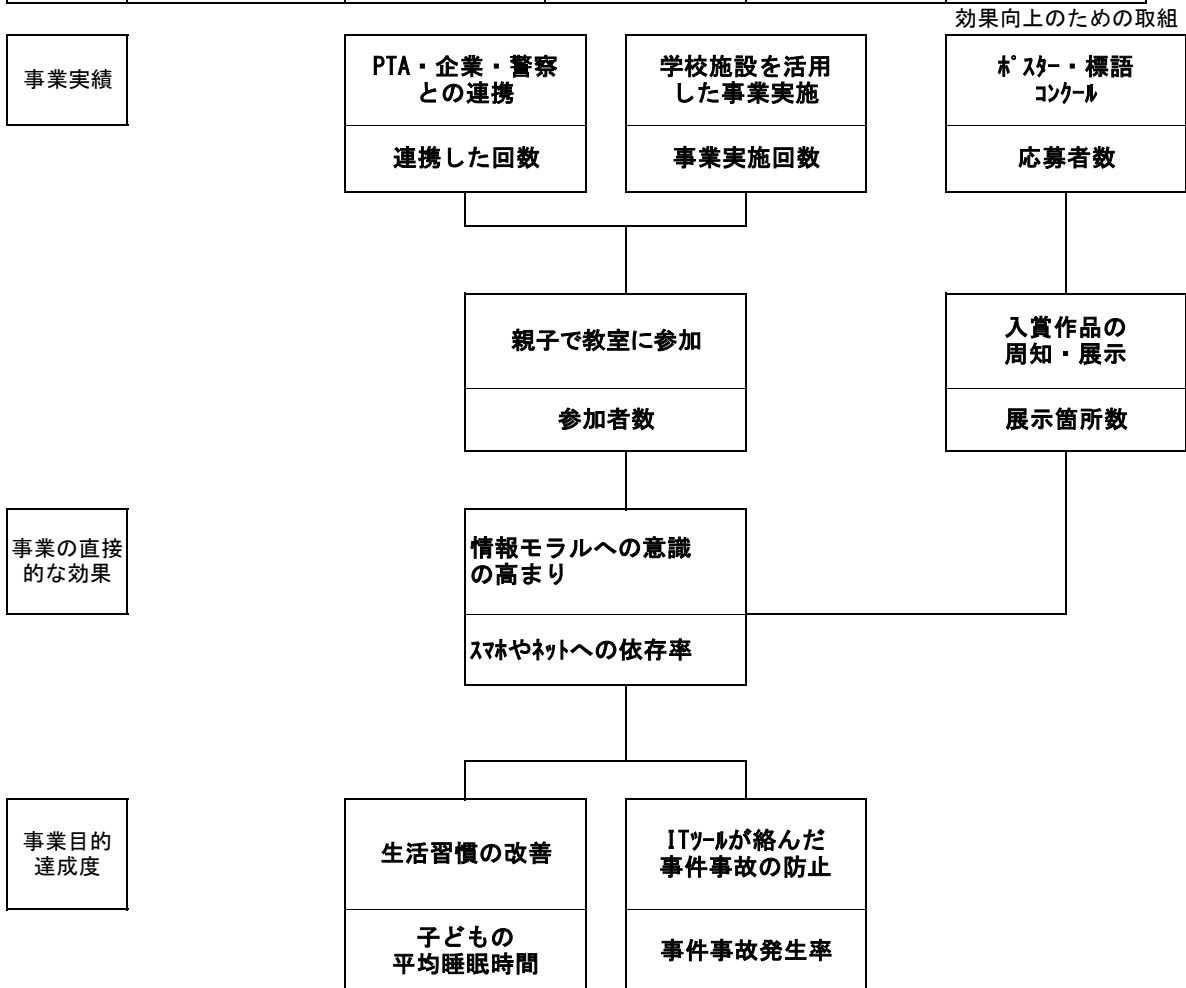 効果向上のための取組
事業実績
PTA・企業・警察
との連携
学校施設を活用
した事業実施
ﾎﾟｽﾀｰ・標語
ｺﾝｸｰﾙ
連携した回数
事業実施回数
応募者数
親子で教室に参加
入賞作品の
周知・展示
参加者数
展示箇所数
事業の直接
的な効果
情報モラルへの意識
の高まり
ｽﾏﾎやﾈｯﾄへの依存率
事業目的
達成度
生活習慣の改善
ITﾂｰﾙが絡んだ
事件事故の防止
子どもの
平均睡眠時間
事件事故発生率